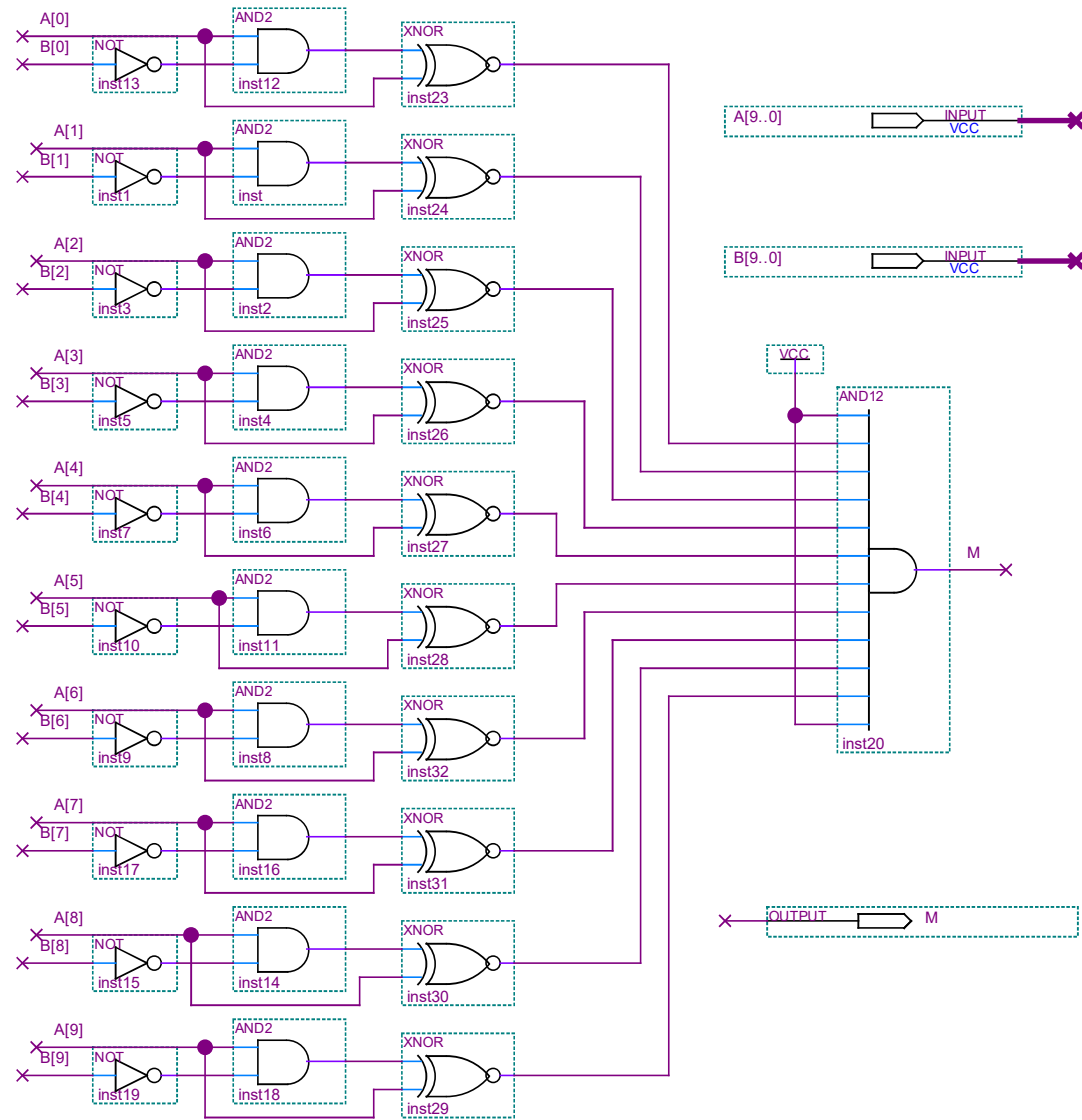 A[0]
B[0]
NOT
inst13
AND2
inst12
XNOR
inst23
A[1]
B[1]
NOT
inst1
AND2
inst
XNOR
inst24
A[2]
B[2]
NOT
inst3
AND2
inst2
XNOR
inst25
A[3]
B[3]
NOT
inst5
AND2
inst4
XNOR
inst26
A[4]
B[4]
NOT
inst7
AND2
inst6
XNOR
inst27
A[5]
B[5]
NOT
inst10
AND2
inst11
XNOR
inst28
A[6]
B[6]
NOT
inst9
AND2
inst8
XNOR
inst32
A[7]
B[7]
NOT
inst17
AND2
inst16
XNOR
inst31
A[8]
B[8]
NOT
inst15
AND2
inst14
XNOR
inst30
A[9]
B[9]
NOT
inst19
AND2
inst18
XNOR
inst29
A[9..0]
INPUT
VCC
B[9..0]
INPUT
VCC
VCC
AND12
M
inst20
OUTPUT
M